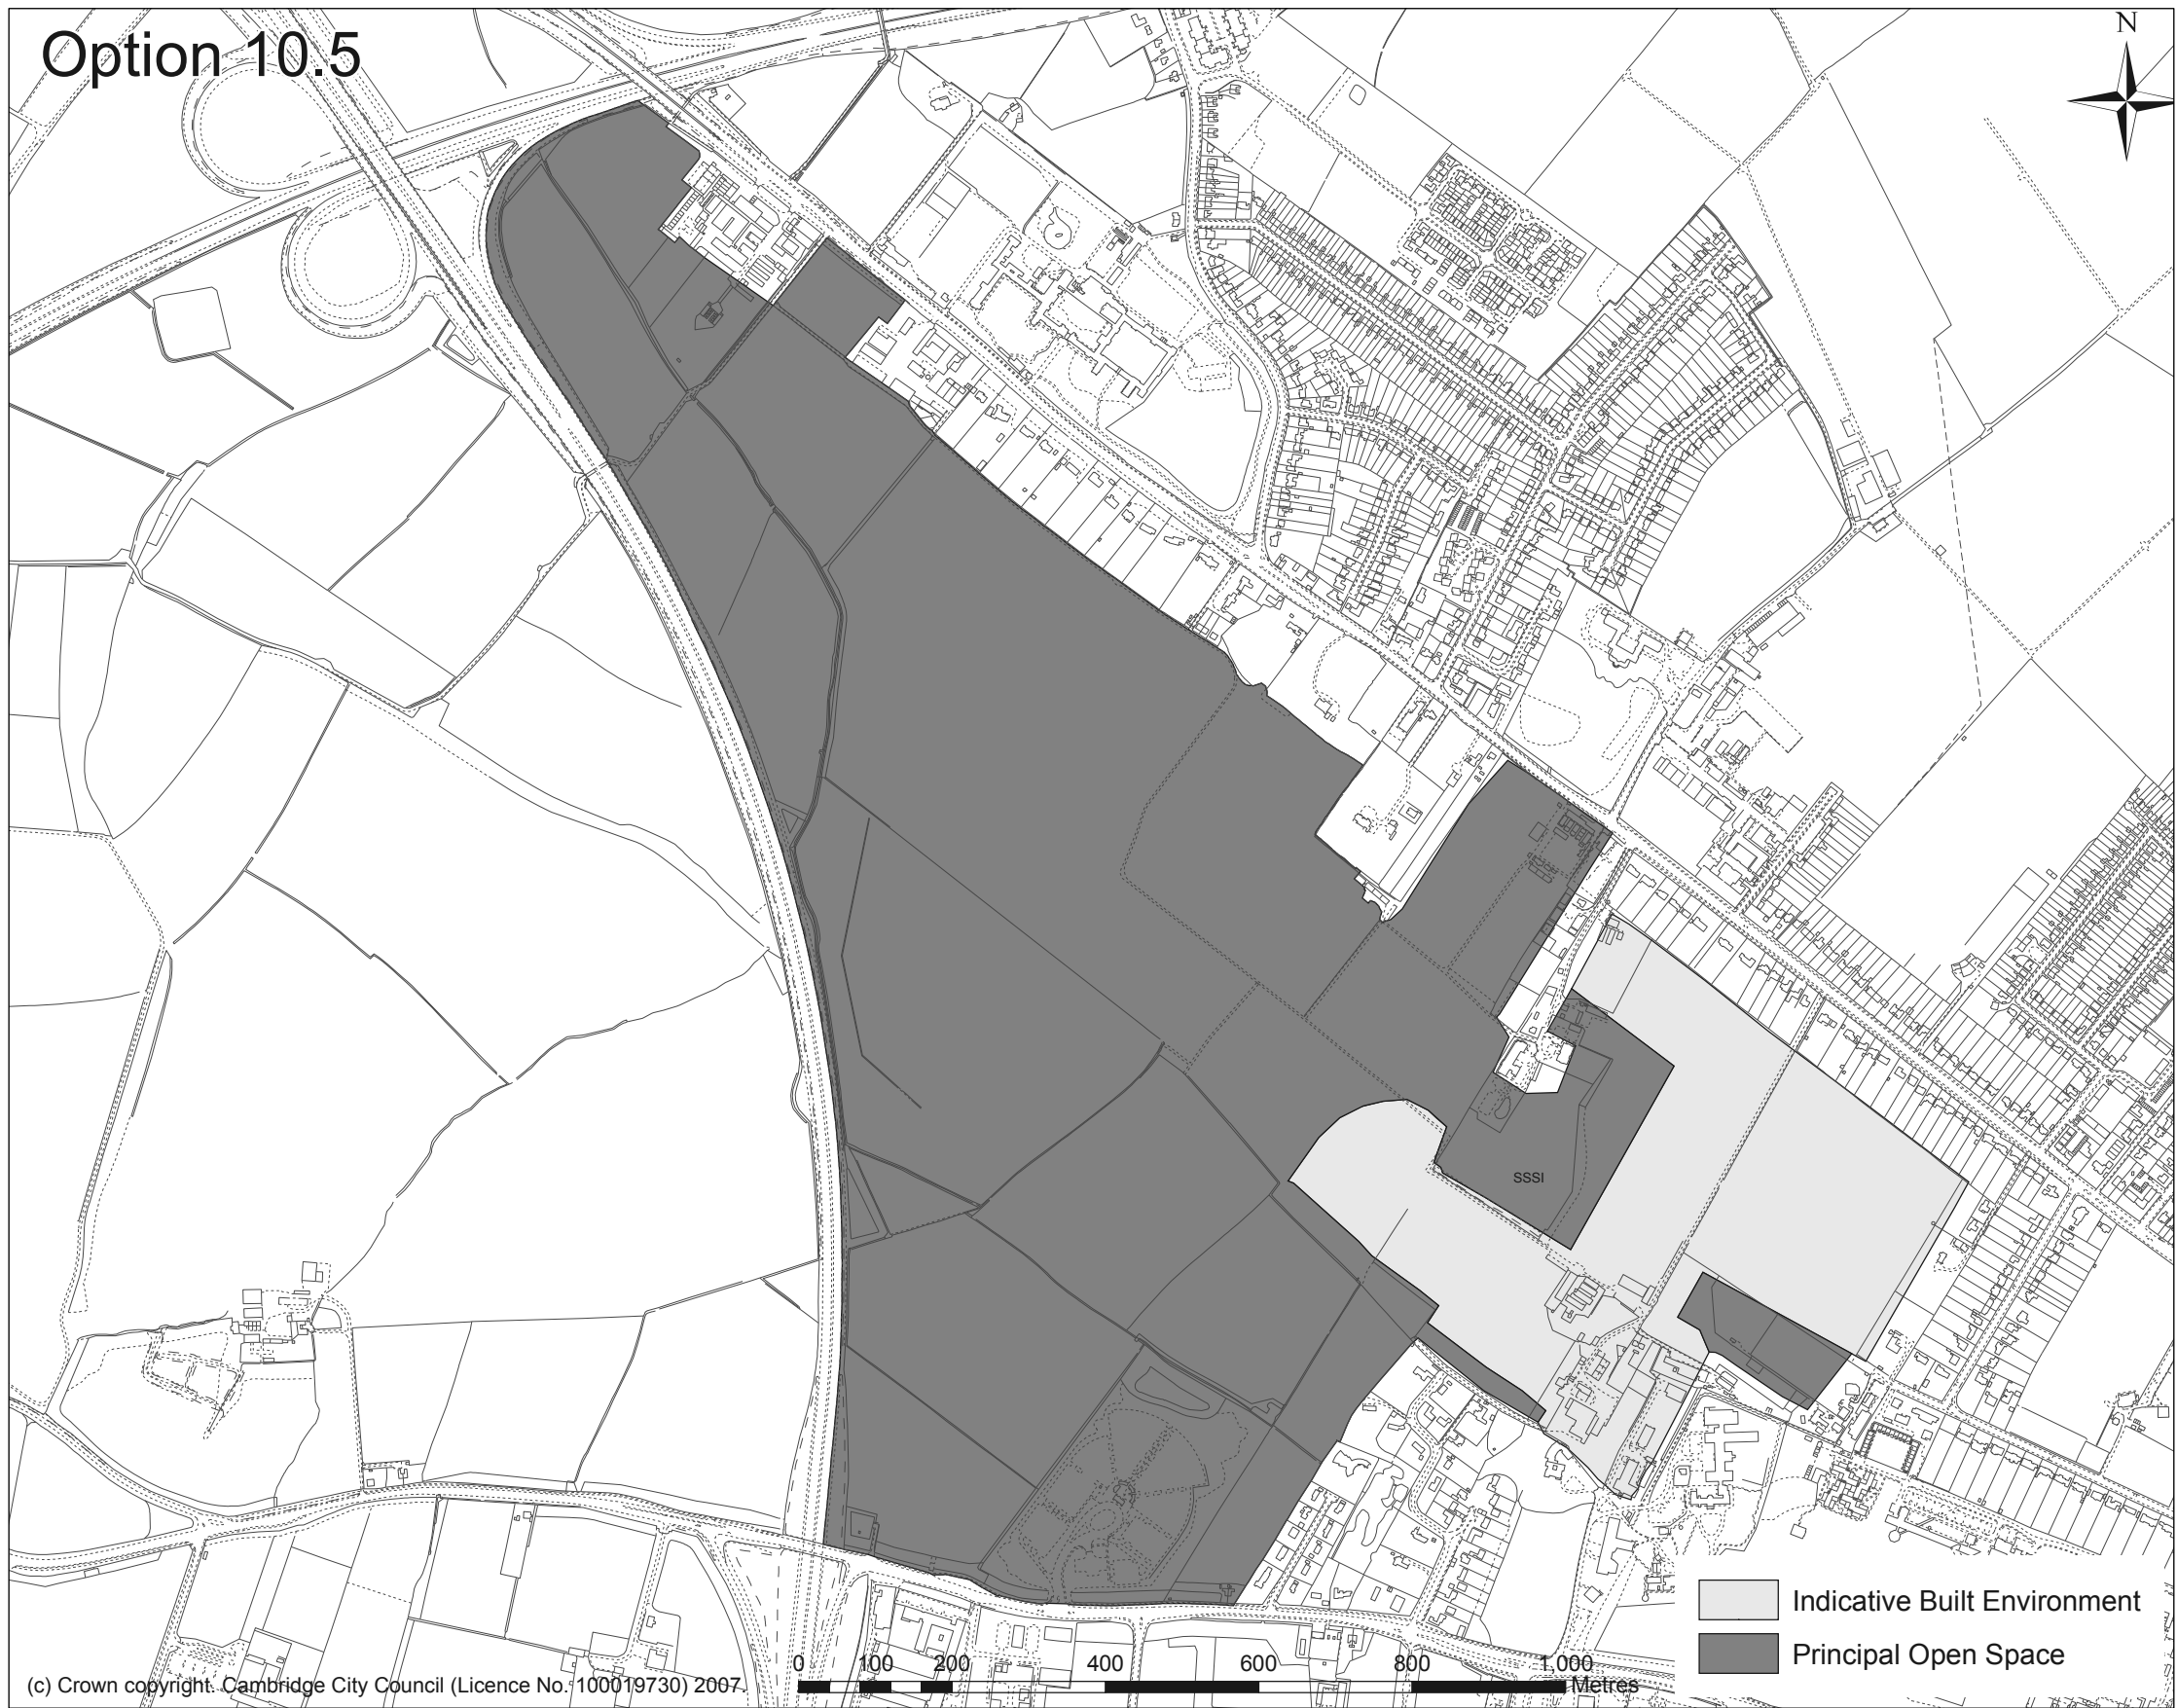 Option 10.5
N
SSSI
Indicative Built Environment
Principal Open Space
0 100 200 400 600 800 1,000
Metres
(c) Crown copyright. Cambridge City Council (Licence No. 100019730) 2007.